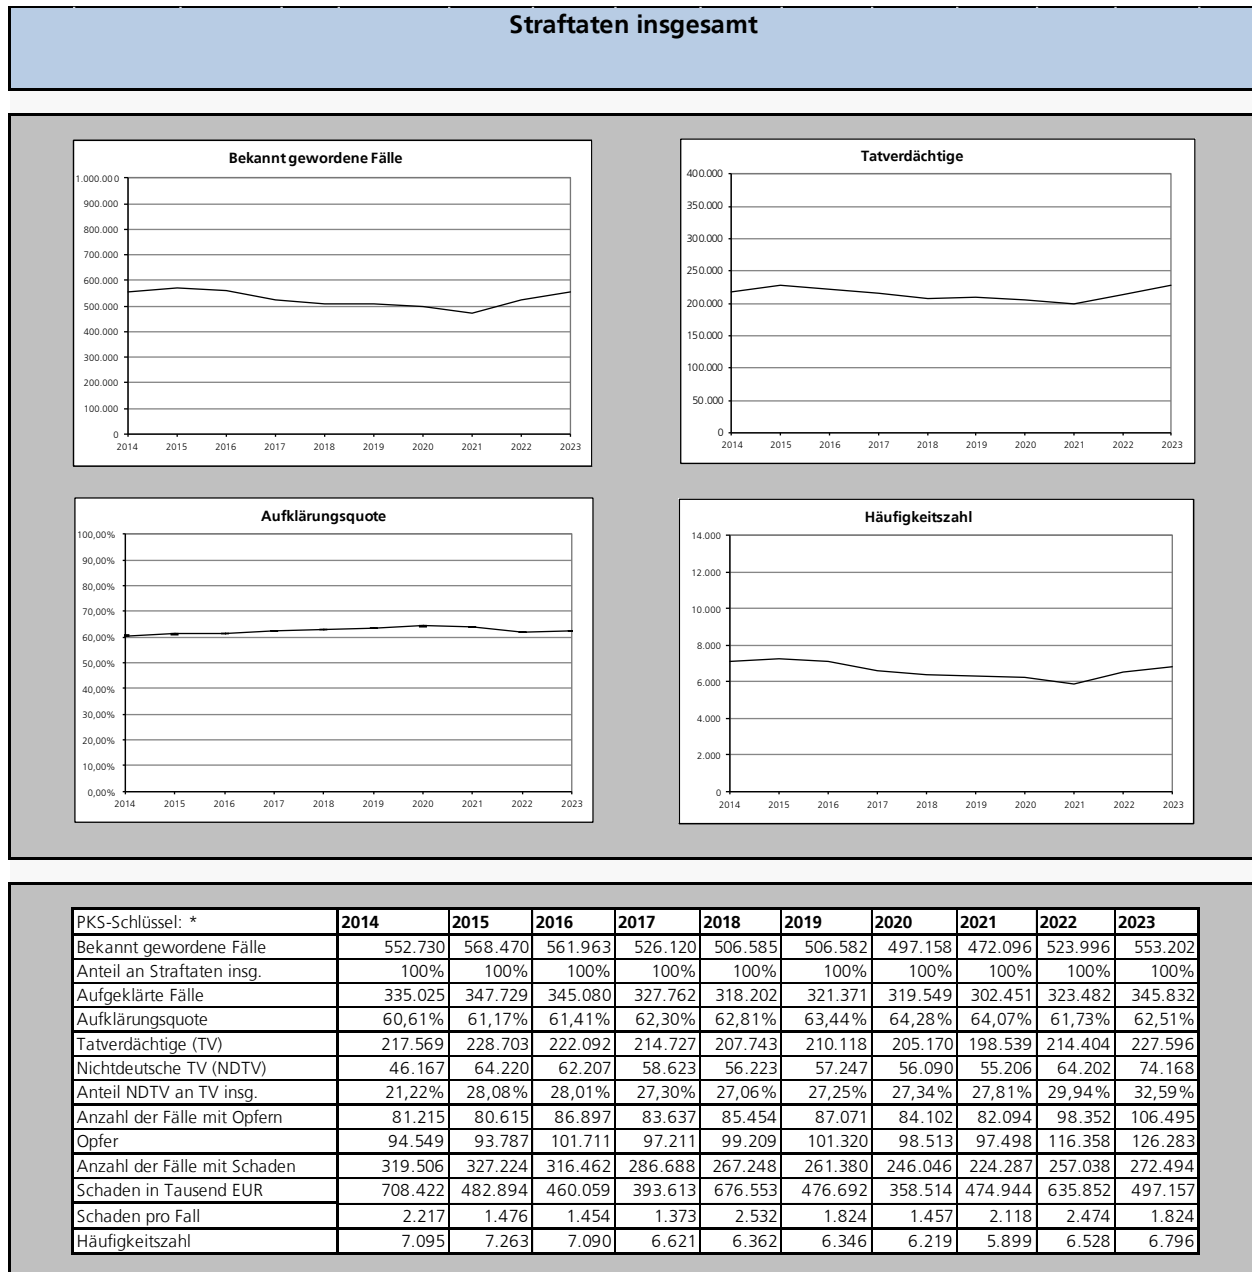 Straftaten insgesamt
Bekannt gewordene Fälle
1.000.000
900.000
800.000
700.000
600.000
500.000
400.000
300.000
200.000
100.000
0
2014 2015 2016 2017 2018 2019 2020 2021 2022 2023
Tatverdächtige
400.000
350.000
300.000
250.000
200.000
150.000
100.000
50.000
0
2014 2015 2016 2017 2018 2019 2020 2021 2022 2023
Aufklärungsquote
100,00%
90,00%
80,00%
70,00%
60,00%
50,00%
40,00%
30,00%
20,00%
10,00%
0,00%
2014 2015 2016 2017 2018 2019 2020 2021 2022 2023
Häufigkeitszahl
14.000
12.000
10.000
8.000
6.000
4.000
2.000
0
2014 2015 2016 2017 2018 2019 2020 2021 2022 2023
PKS-Schlüssel: * 2014 2015 2016 2017 2018 2019 2020 2021 2022 2023
Bekannt gewordene Fälle 552.730 568.470 561.963 526.120 506.585 506.582 497.158 472.096 523.996 553.202
Anteil an Straftaten insg. 100% 100% 100% 100% 100% 100% 100% 100% 100% 100%
Aufgeklärte Fälle 335.025 347.729 345.080 327.762 318.202 321.371 319.549 302.451 323.482 345.832
Aufklärungsquote 60,61% 61,17% 61,41% 62,30% 62,81% 63,44% 64,28% 64,07% 61,73% 62,51%
Tatverdächtige (TV) 217.569 228.703 222.092 214.727 207.743 210.118 205.170 198.539 214.404 227.596
Nichtdeutsche TV (NDTV) 46.167 64.220 62.207 58.623 56.223 57.247 56.090 55.206 64.202 74.168
Anteil NDTV an TV insg. 21,22% 28,08% 28,01% 27,30% 27,06% 27,25% 27,34% 27,81% 29,94% 32,59%
Anzahl der Fälle mit Opfern 81.215 80.615 86.897 83.637 85.454 87.071 84.102 82.094 98.352 106.495
Opfer 94.549 93.787 101.711 97.211 99.209 101.320 98.513 97.498 116.358 126.283
Anzahl der Fälle mit Schaden 319.506 327.224 316.462 286.688 267.248 261.380 246.046 224.287 257.038 272.494
Schaden in Tausend EUR 708.422 482.894 460.059 393.613 676.553 476.692 358.514 474.944 635.852 497.157
Schaden pro Fall 2.217 1.476 1.454 1.373 2.532 1.824 1.457 2.118 2.474 1.824
Häufigkeitszahl 7.095 7.263 7.090 6.621 6.362 6.346 6.219 5.899 6.528 6.796